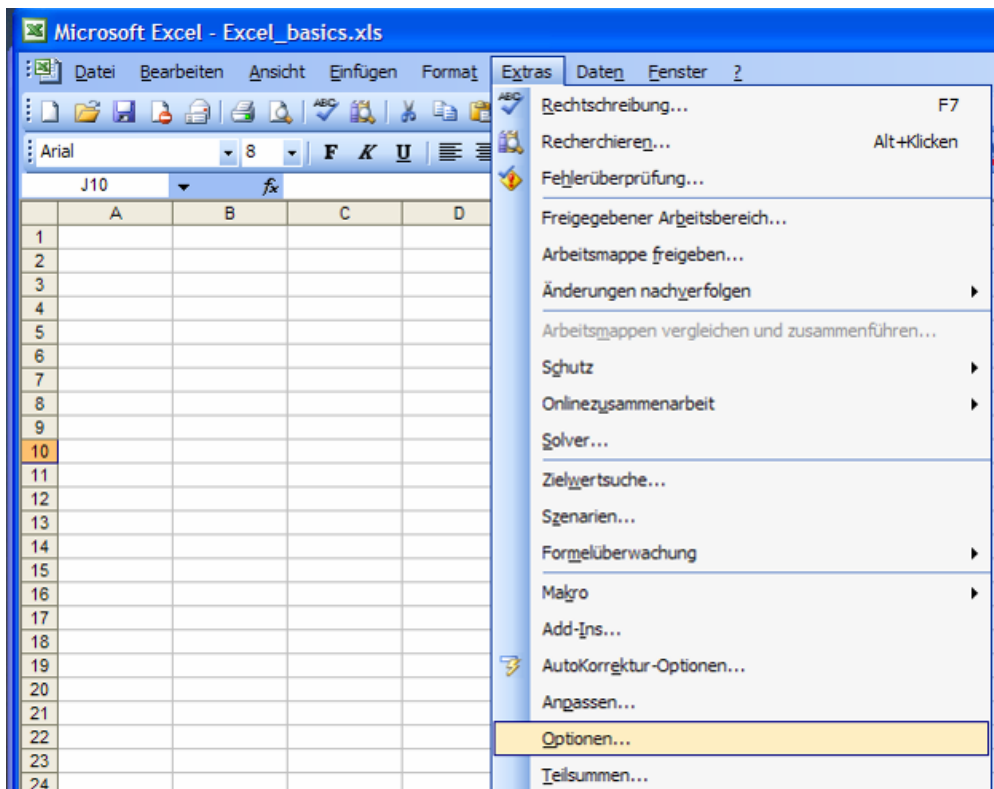 Microsoft Excel - Excel_basics.xls
Datei Bearbeiten Ansicht Einfügen Format Extras Daten Fenster ?
Arial 8 F K U
J10 fx
A B C D
1
2
3
4
5
6
7
8
9
10
11
12
13
14
15
16
17
18
19
20
21
22
23
24
Rechtschreibung... F7
Recherchieren... Alt+Klicken
Fehlerüberprüfung...
Freigegebener Arbeitsbereich...
Arbeitsmappe freigeben...
Änderungen nachverfolgen
Arbeitsmappen vergleichen und zusammenführen...
Schutz
Onlinezusammenarbeit
Solver...
Zielwertsuche...
Szenarien...
Formelüberwachung
Makro
Add-Ins...
AutoKorrektur-Optionen...
Anpassen...
Optionen...
Teilsummen...